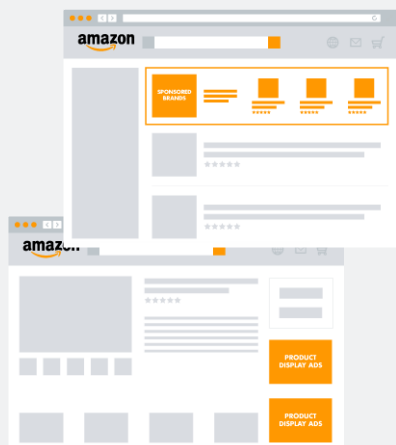 amazon
SPONSORED
BRANDS
amazon
PRODUCT
DISPLAY ADS
PRODUCT
DISPLAY ADS